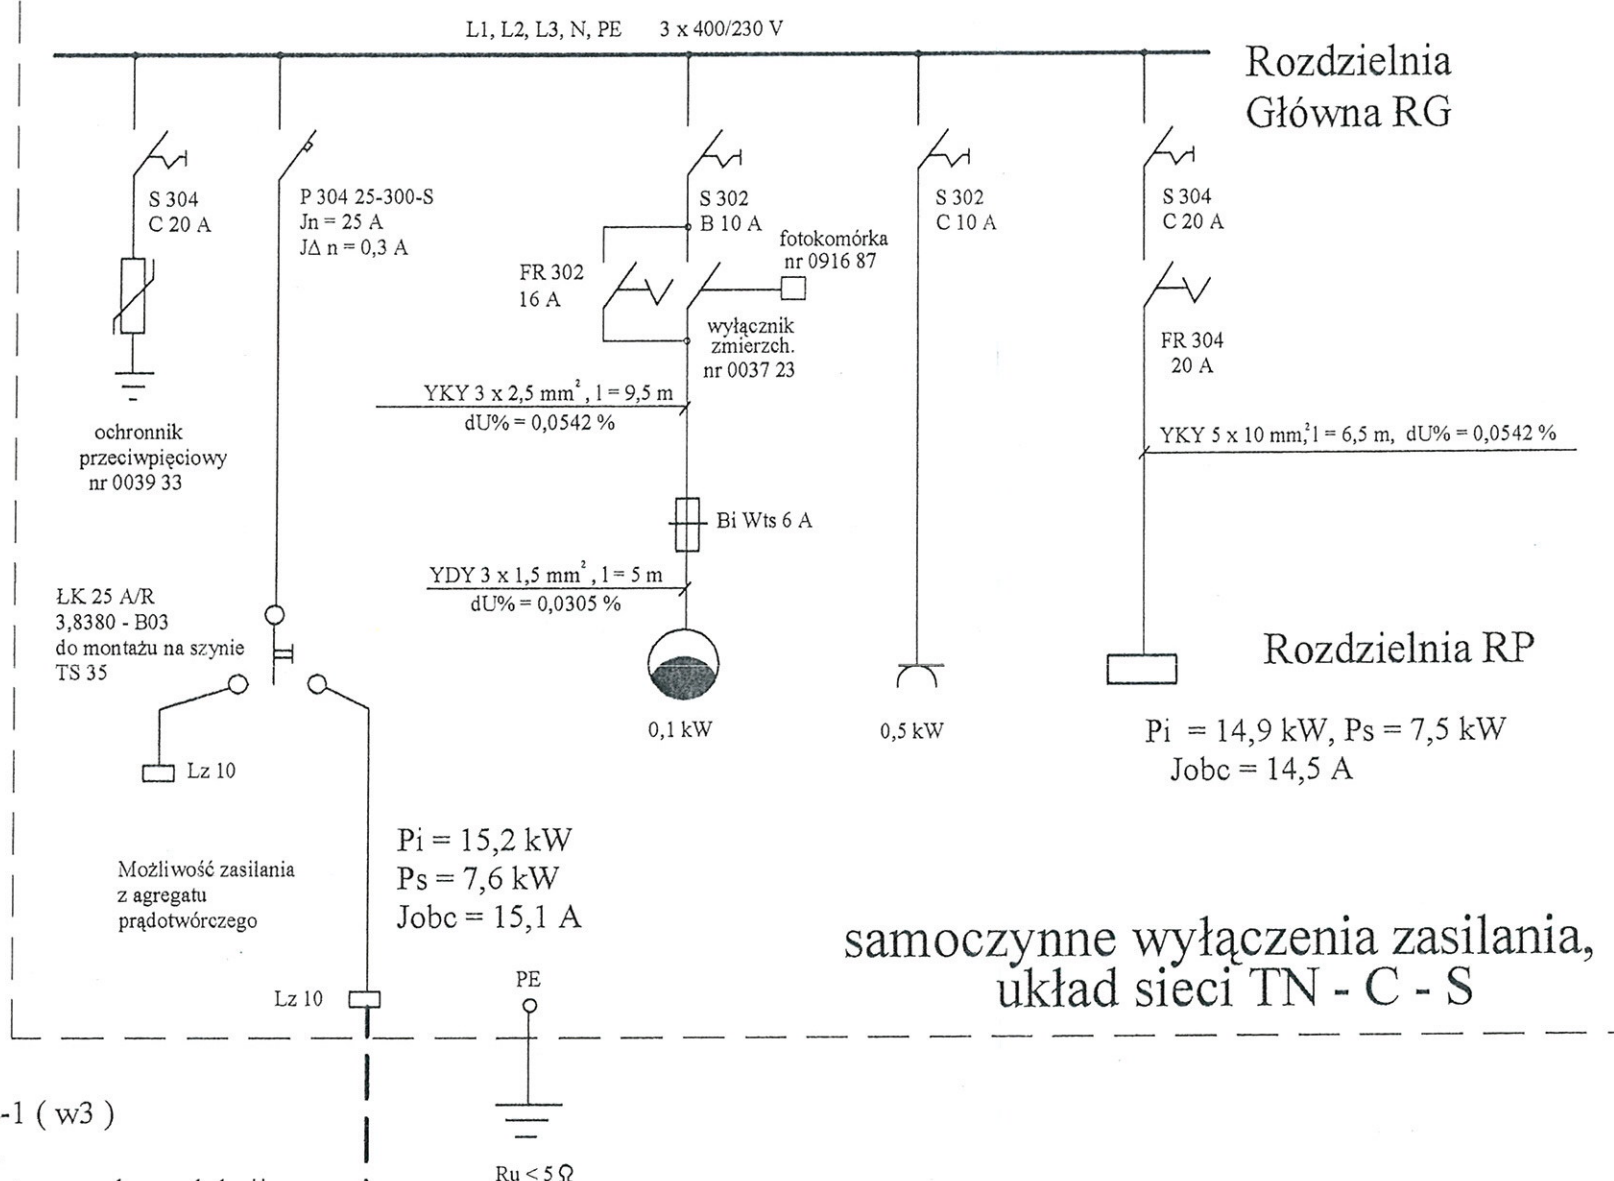 L1, L2, L3, N, PE 3 x 400/230 V
Rozdzielnia
Główna RG
S 304
C 20 A
P 304 25-300-S
Jn = 25 A
JΔ n = 0,3 A
S 302
B 10 A
S 302
C 10 A
S 304
C 20 A
fotokomórka
nr 0916 87
FR 302
16 A
wyłącznik
zmierzch.
nr 0037 23
FR 304
20 A
YKY 3 x 2,5 mm², l = 9,5 m
dU% = 0,0542 %
ochronnik
przeciwpięciowy
nr 0039 33
YKY 5 x 10 mm,² l = 6,5 m, dU% = 0,0542 %
Bi Wts 6 A
YDY 3 x 1,5 mm² , l = 5 m
dU% = 0,0305 %
ŁK 25 A/R
3,8380 - B03
do montażu na szynie
TS 35
Rozdzielnia RP
0,1 kW
0,5 kW
Pi = 14,9 kW, Ps = 7,5 kW
Jobc = 14,5 A
Lz 10
Pi = 15,2 kW
Ps = 7,6 kW
Jobc = 15,1 A
Możliwość zasilania
z agregatu
prądotwórczego
samoczynne wyłączenia zasilania,
układ sieci TN - C - S
PE
Lz 10
-1 ( w3 )
Ru < 5 Ω